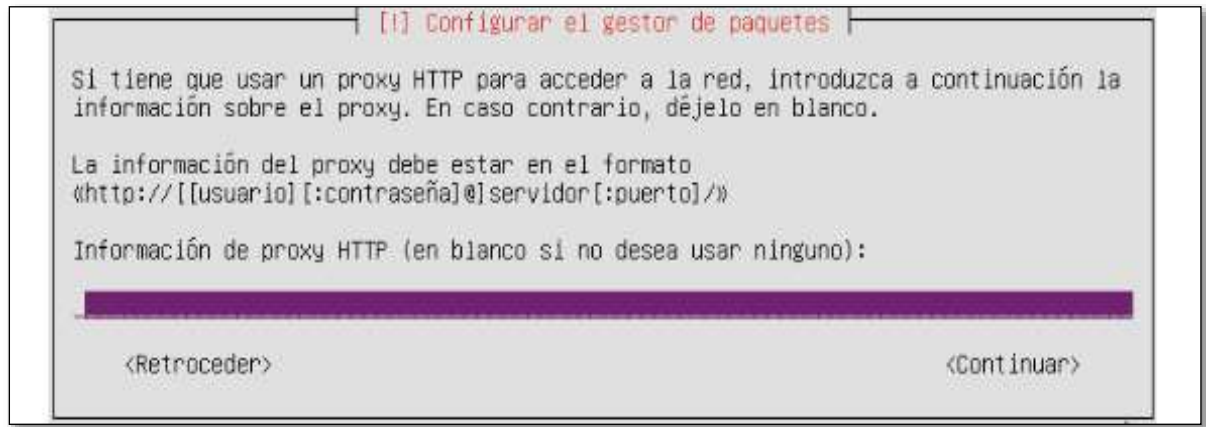 [!] Configurar el gestor de paquetes
Si tiene que usar un proxy HTTP para acceder a la red, introduzca a continuación la
información sobre el proxy. En caso contrario, déjelo en blanco.
La información del proxy debe estar en el formato
«http://[[usuario][:contraseña]@]servidor[:puerto]/»
Información de proxy HTTP (en blanco si no desea usar ninguno):
<Retroceder> <Continuar>